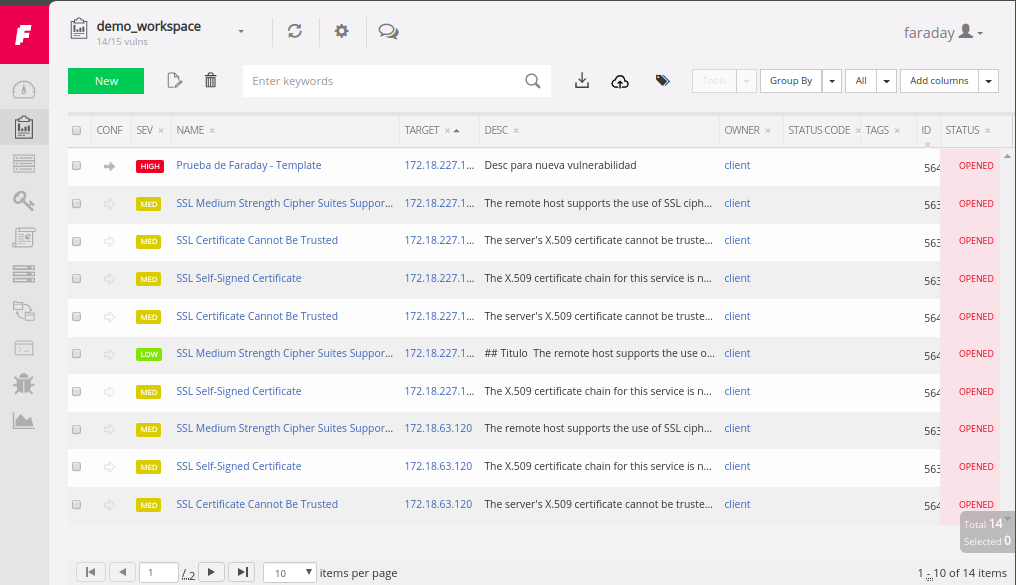 demo_workspace
14/15 vulns
faraday
New
Enter keywords
Tools
Group By
All
Add columns
CONF SEV × NAME × TARGET × DESC × OWNER × STATUS CODE × TAGS × ID × STATUS ×
HIGH Prueba de Faraday - Template 172.18.227.1... Desc para nueva vulnerabilidad client 564 OPENED
MED SSL Medium Strength Cipher Suites Suppor... 172.18.227.1... The remote host supports the use of SSL ciph... client 563 OPENED
MED SSL Certificate Cannot Be Trusted 172.18.227.1... The server's X.509 certificate cannot be truste... client 563 OPENED
MED SSL Self-Signed Certificate 172.18.227.1... The X.509 certificate chain for this service is n... client 563 OPENED
MED SSL Certificate Cannot Be Trusted 172.18.227.1... The server's X.509 certificate cannot be truste... client 564 OPENED
LOW SSL Medium Strength Cipher Suites Suppor... 172.18.227.1... ## Titulo The remote host supports the use o... client 564 OPENED
MED SSL Self-Signed Certificate 172.18.227.1... The X.509 certificate chain for this service is n... client 564 OPENED
MED SSL Medium Strength Cipher Suites Suppor... 172.18.63.120 The remote host supports the use of SSL ciph... client 563 OPENED
MED SSL Self-Signed Certificate 172.18.63.120 The X.509 certificate chain for this service is n... client 563 OPENED
MED SSL Certificate Cannot Be Trusted 172.18.63.120 The server's X.509 certificate cannot be truste... client 564 OPENED
Total 14
Selected 0
1 / 2 10 items per page 1 - 10 of 14 items